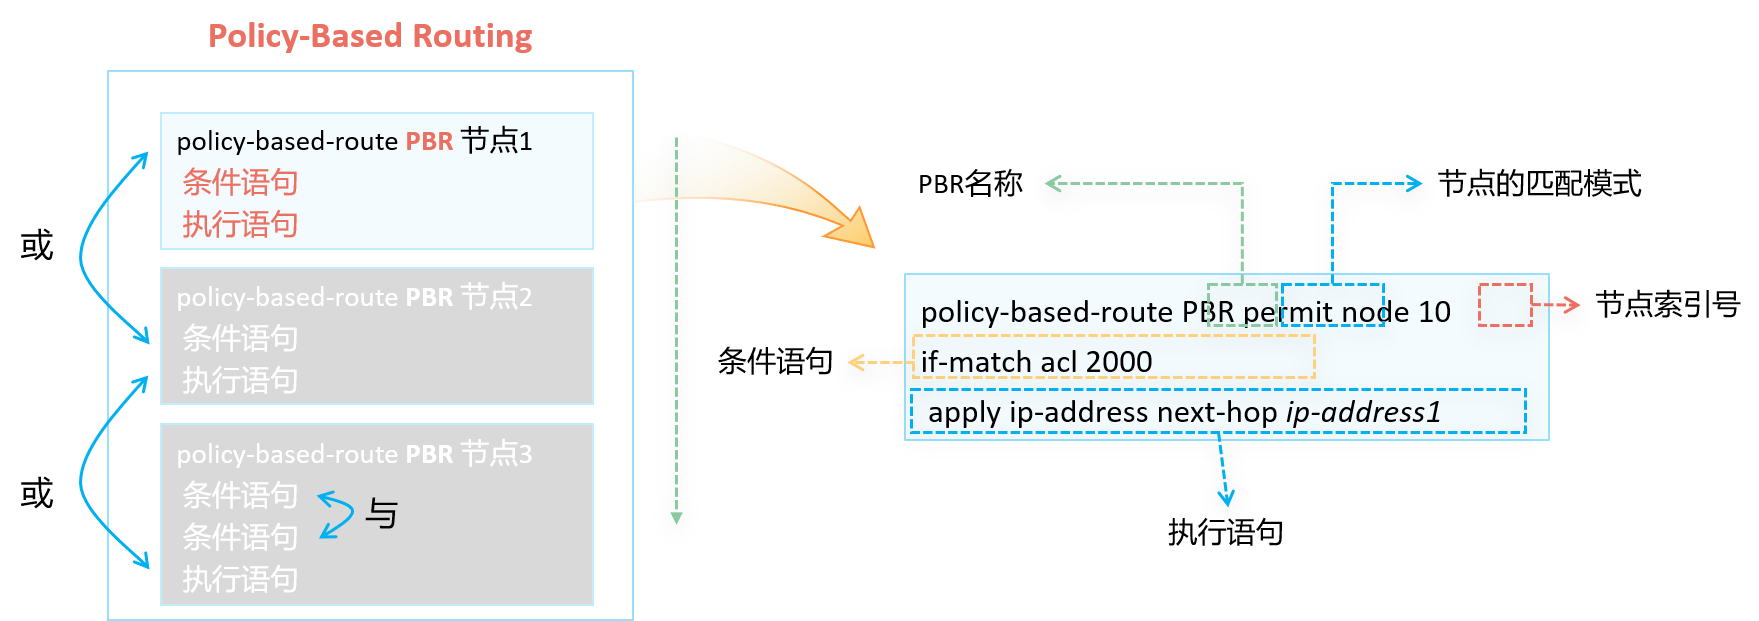 Policy-Based Routing
policy-based-route PBR 节点1
条件语句
执行语句
或
policy-based-route PBR 节点2
条件语句
执行语句
或
policy-based-route PBR 节点3
条件语句
条件语句
执行语句
与
PBR名称
节点的匹配模式
policy-based-route PBR permit node 10
节点索引号
条件语句
if-match acl 2000
apply ip-address next-hop ip-address1
执行语句